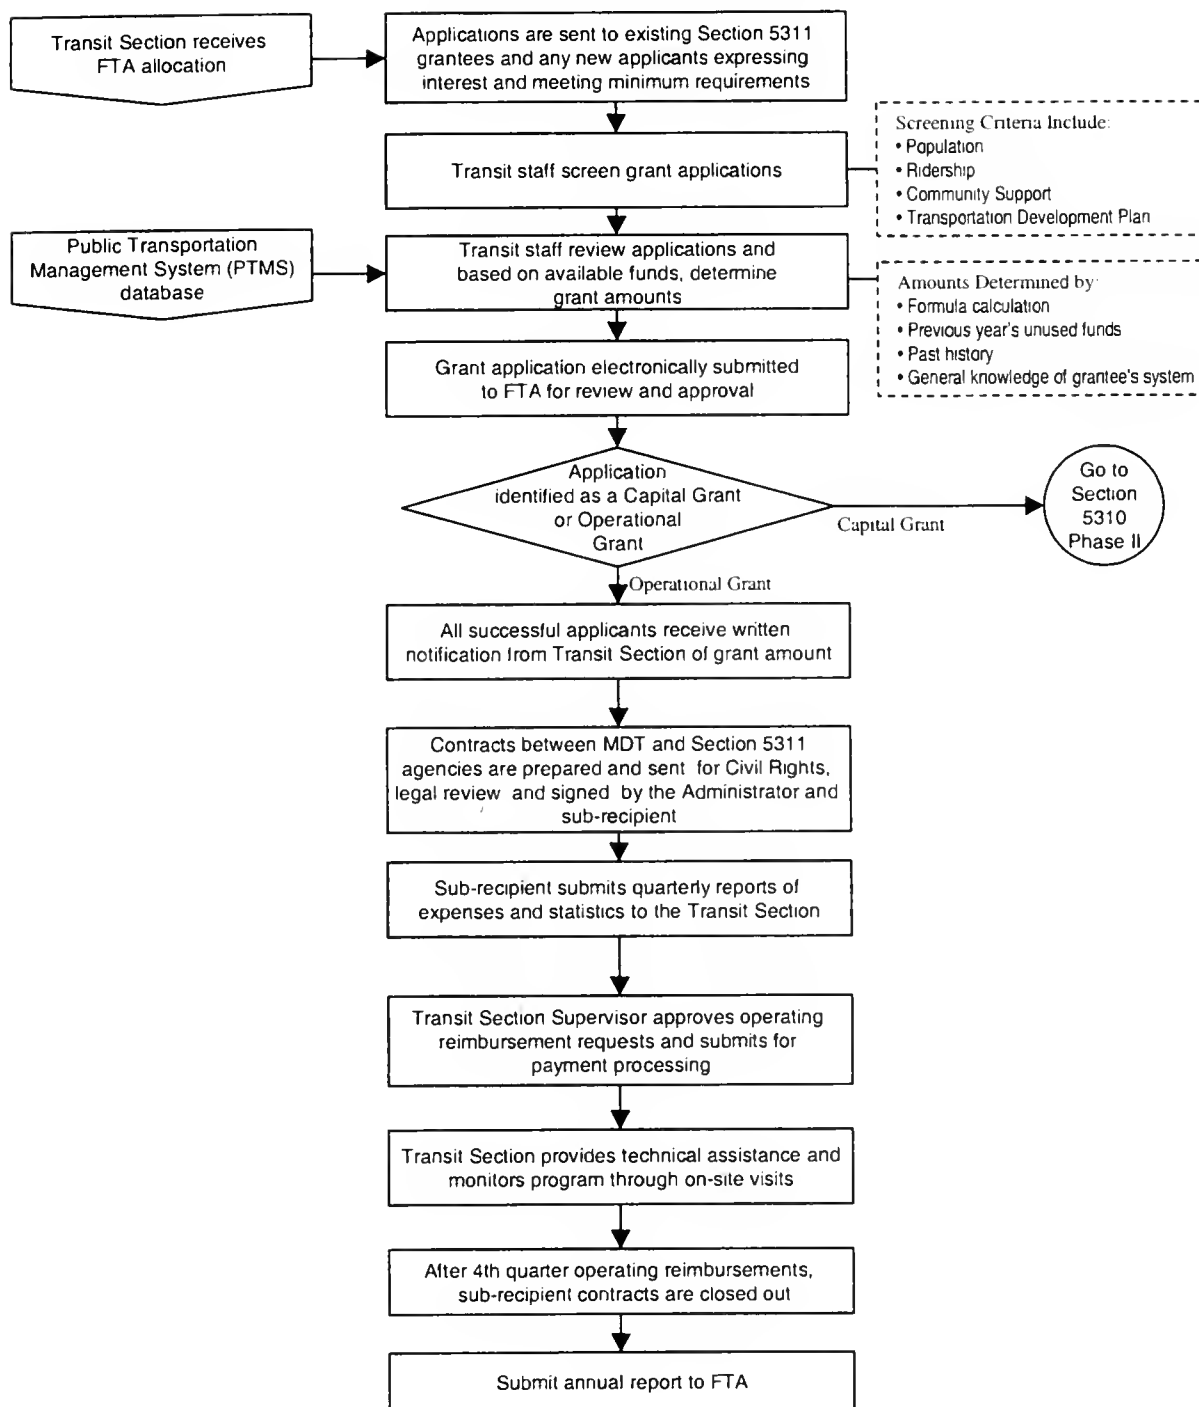 Transit Section receives
FTA allocation
Applications are sent to existing Section 5311
grantees and any new applicants expressing
interest and meeting minimum requirements
Transit staff screen grant applications
Screening Criteria Include:
• Population
• Ridership
• Community Support
• Transportation Development Plan
Public Transportation
Management System (PTMS)
database
Transit staff review applications and
based on available funds, determine
grant amounts
Amounts Determined by:
• Formula calculation
• Previous year's unused funds
• Past history
• General knowledge of grantee's system
Grant application electronically submitted
to FTA for review and approval
Application
identified as a Capital Grant
or Operational
Grant
Capital Grant
Go to
Section
5310
Phase II
Operational Grant
All successful applicants receive written
notification from Transit Section of grant amount
Contracts between MDT and Section 5311
agencies are prepared and sent for Civil Rights,
legal review and signed by the Administrator and
sub-recipient
Sub-recipient submits quarterly reports of
expenses and statistics to the Transit Section
Transit Section Supervisor approves operating
reimbursement requests and submits for
payment processing
Transit Section provides technical assistance and
monitors program through on-site visits
After 4th quarter operating reimbursements,
sub-recipient contracts are closed out
Submit annual report to FTA